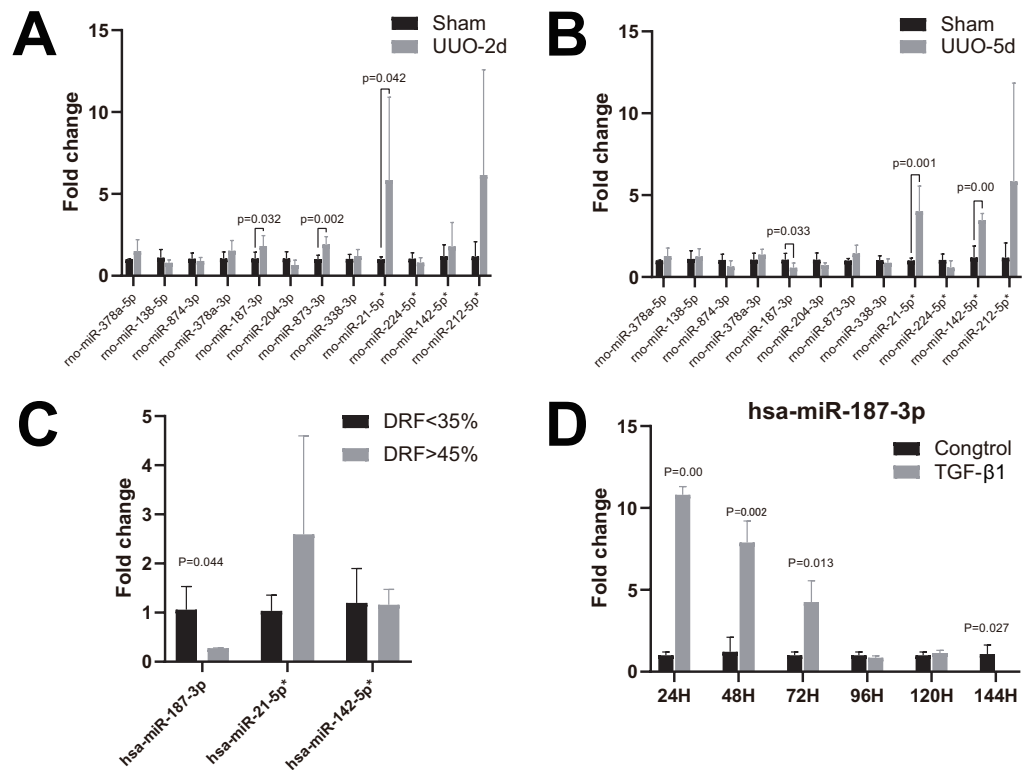 A
Sham
UUO-2d
Fold change
15
10
5
0
p=0.032
p=0.002
p=0.042
rno-miR-378a-5p
rno-miR-138-5p
rno-miR-874-3p
rno-miR-378a-3p
rno-miR-187-3p
rno-miR-204-3p
rno-miR-873-3p
rno-miR-338-3p
rno-miR-21-5p*
rno-miR-224-5p*
rno-miR-142-5p*
rno-miR-212-5p*
B
Sham
UUO-5d
Fold change
15
10
5
0
p=0.033
p=0.001
p=0.00
rno-miR-378a-5p
rno-miR-138-5p
rno-miR-874-3p
rno-miR-378a-3p
rno-miR-187-3p
rno-miR-204-3p
rno-miR-873-3p
rno-miR-338-3p
rno-miR-21-5p*
rno-miR-224-5p*
rno-miR-142-5p*
rno-miR-212-5p*
C
DRF<35%
DRF>45%
Fold change
5
4
3
2
1
0
P=0.044
hsa-miR-187-3p
hsa-miR-21-5p*
hsa-miR-142-5p*
D
hsa-miR-187-3p
Congtrol
TGF-β1
Fold change
15
10
5
0
P=0.00
P=0.002
P=0.013
P=0.027
24H
48H
72H
96H
120H
144H